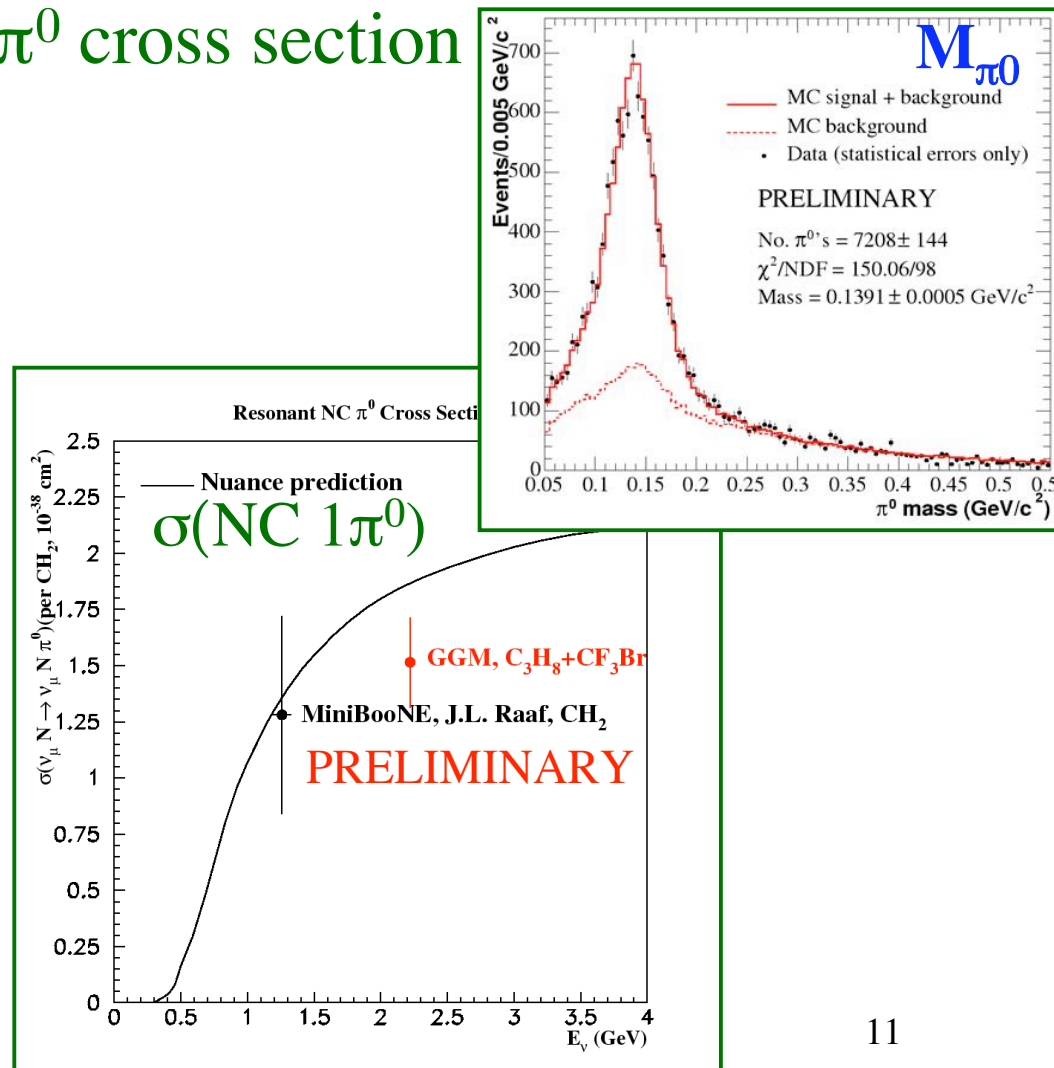 π⁰ cross section
M_π0
Events/0.005 GeV/c²
700
600
500
400
300
200
100
0
MC signal + background
MC background
Data (statistical errors only)
PRELIMINARY
No. π⁰'s = 7208± 144
χ²/NDF = 150.06/98
Mass = 0.1391 ± 0.0005 GeV/c²
0.05 0.1 0.15 0.2 0.25 0.3 0.35 0.4 0.45 0.5
π⁰ mass (GeV/c²)
Resonant NC π⁰ Cross
σ(ν_μ N → ν_μ N π⁰)(per CH₂, 10⁻³⁸ cm²)
2.5
2.25
2
1.75
1.5
1.25
1
0.75
0.5
0.25
0
Nuance prediction
σ(NC 1π⁰)
GGM, C₃H₈+CF₃Br
MiniBooNE, J.L. Raaf, CH₂
PRELIMINARY
0 0.5 1 1.5 2 2.5 3 3.5 4
E_ν (GeV)
11